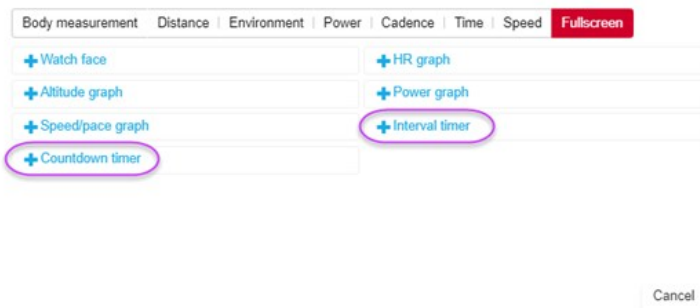 Body measurement Distance Environment Power Cadence Time Speed Fullscreen
Watch face HR graph
Altitude graph Power graph
Speed/pace graph Interval timer
Countdown timer
Cancel